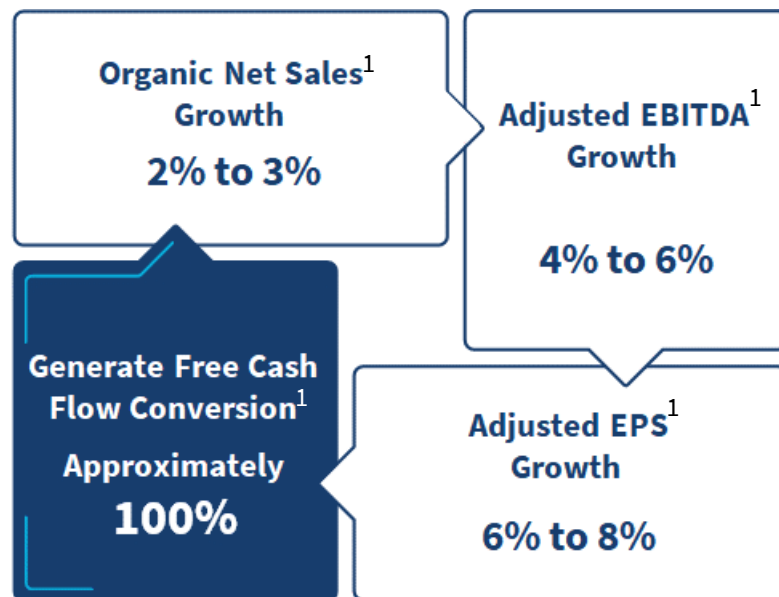 Organic Net Sales¹
Growth
2% to 3%
Adjusted EBITDA¹
Growth
4% to 6%
Adjusted EPS¹
Growth
6% to 8%
Generate Free Cash
Flow Conversion¹
Approximately
100%